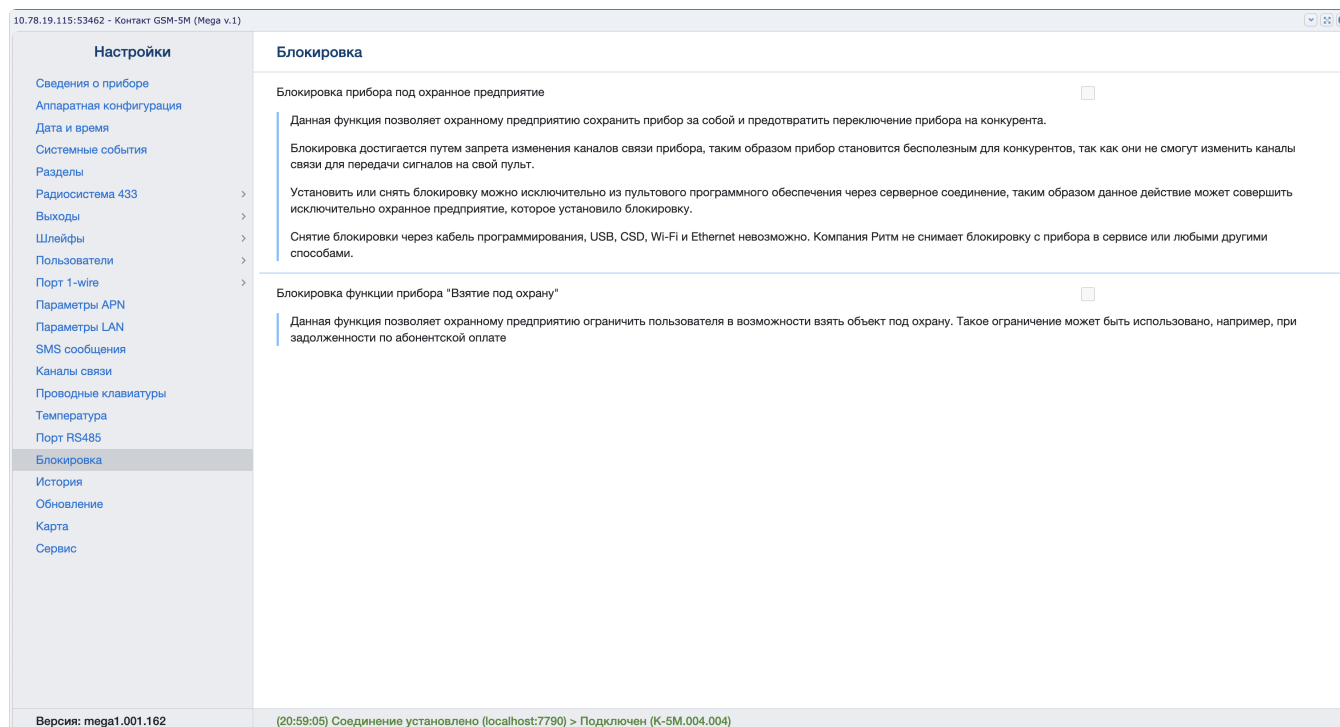 10.78.19.115:53462 - Контакт GSM-5M (Mega v.1)
Настройки
Сведения о приборе
Аппаратная конфигурация
Дата и время
Системные события
Разделы
Радиосистема 433
Выходы
Шлейфы
Пользователи
Порт 1-wire
Параметры APN
Параметры LAN
SMS сообщения
Каналы связи
Проводные клавиатуры
Температура
Порт RS485
Блокировка
История
Обновление
Карта
Сервис
Версия: mega1.001.162
Блокировка
Блокировка прибора под охранное предприятие
Данная функция позволяет охранному предприятию сохранить прибор за собой и предотвратить переключение прибора на конкурента.
Блокировка достигается путем запрета изменения каналов связи прибора, таким образом прибор становится бесполезным для конкурентов, так как они не смогут изменить каналы
связи для передачи сигналов на свой пульт.
Установить или снять блокировку можно исключительно из пультового программного обеспечения через серверное соединение, таким образом данное действие может совершить
исключительно охранное предприятие, которое установило блокировку.
Снятие блокировки через кабель программирования, USB, CSD, Wi-Fi и Ethernet невозможно. Компания Ритм не снимает блокировку с прибора в сервисе или любыми другими
способами.
Блокировка функции прибора "Взятие под охрану"
Данная функция позволяет охранному предприятию ограничить пользователя в возможности взять объект под охрану. Такое ограничение может быть использовано, например, при
задолженности по абонентской оплате
(20:59:05) Соединение установлено (localhost:7790) > Подключен (K-5M.004.004)